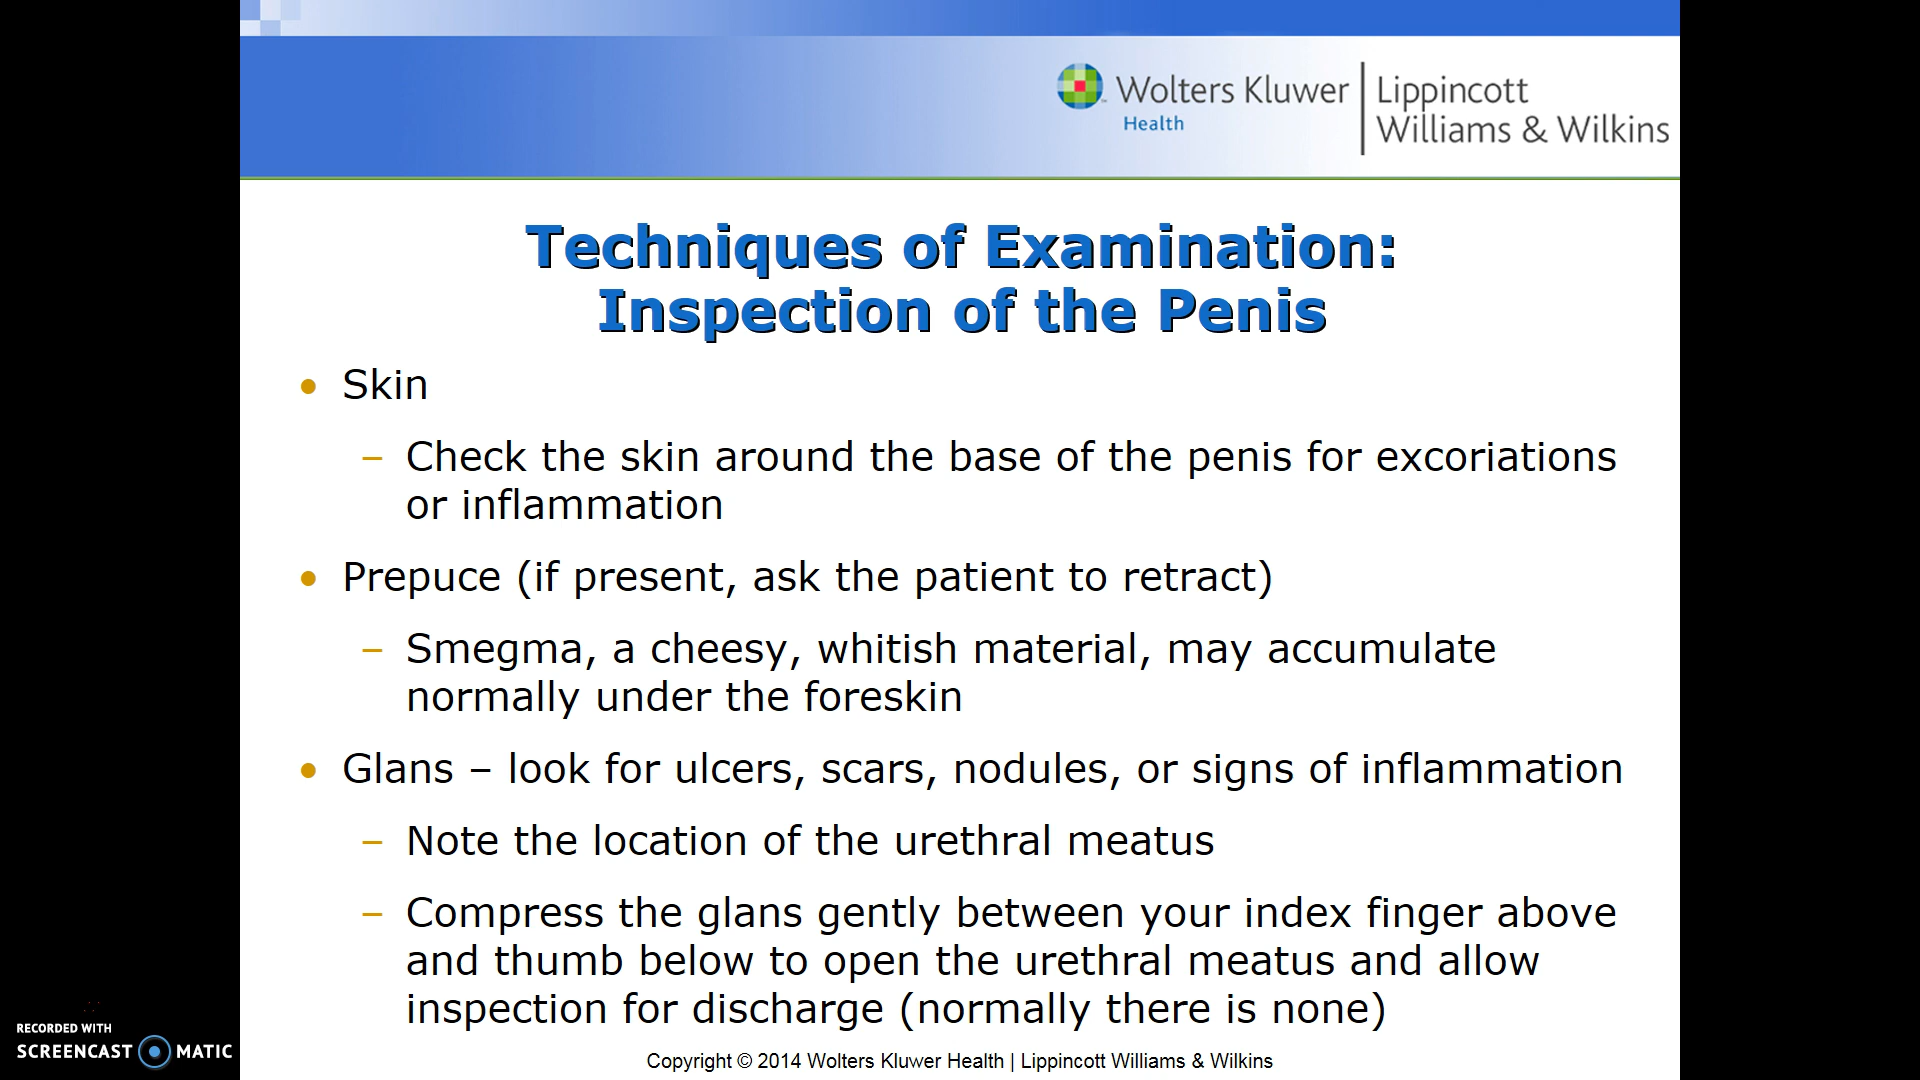 Wolters Kluwer
Health
Lippincott
Williams & Wilkins
Techniques of Examination:
Inspection of the Penis
• Skin
– Check the skin around the base of the penis for excoriations
or inflammation
• Prepuce (if present, ask the patient to retract)
– Smegma, a cheesy, whitish material, may accumulate
normally under the foreskin
• Glans – look for ulcers, scars, nodules, or signs of inflammation
– Note the location of the urethral meatus
– Compress the glans gently between your index finger above
and thumb below to open the urethral meatus and allow
inspection for discharge (normally there is none)
RECORDED WITH
SCREENCAST MATIC
Copyright © 2014 Wolters Kluwer Health | Lippincott Williams & Wilkins